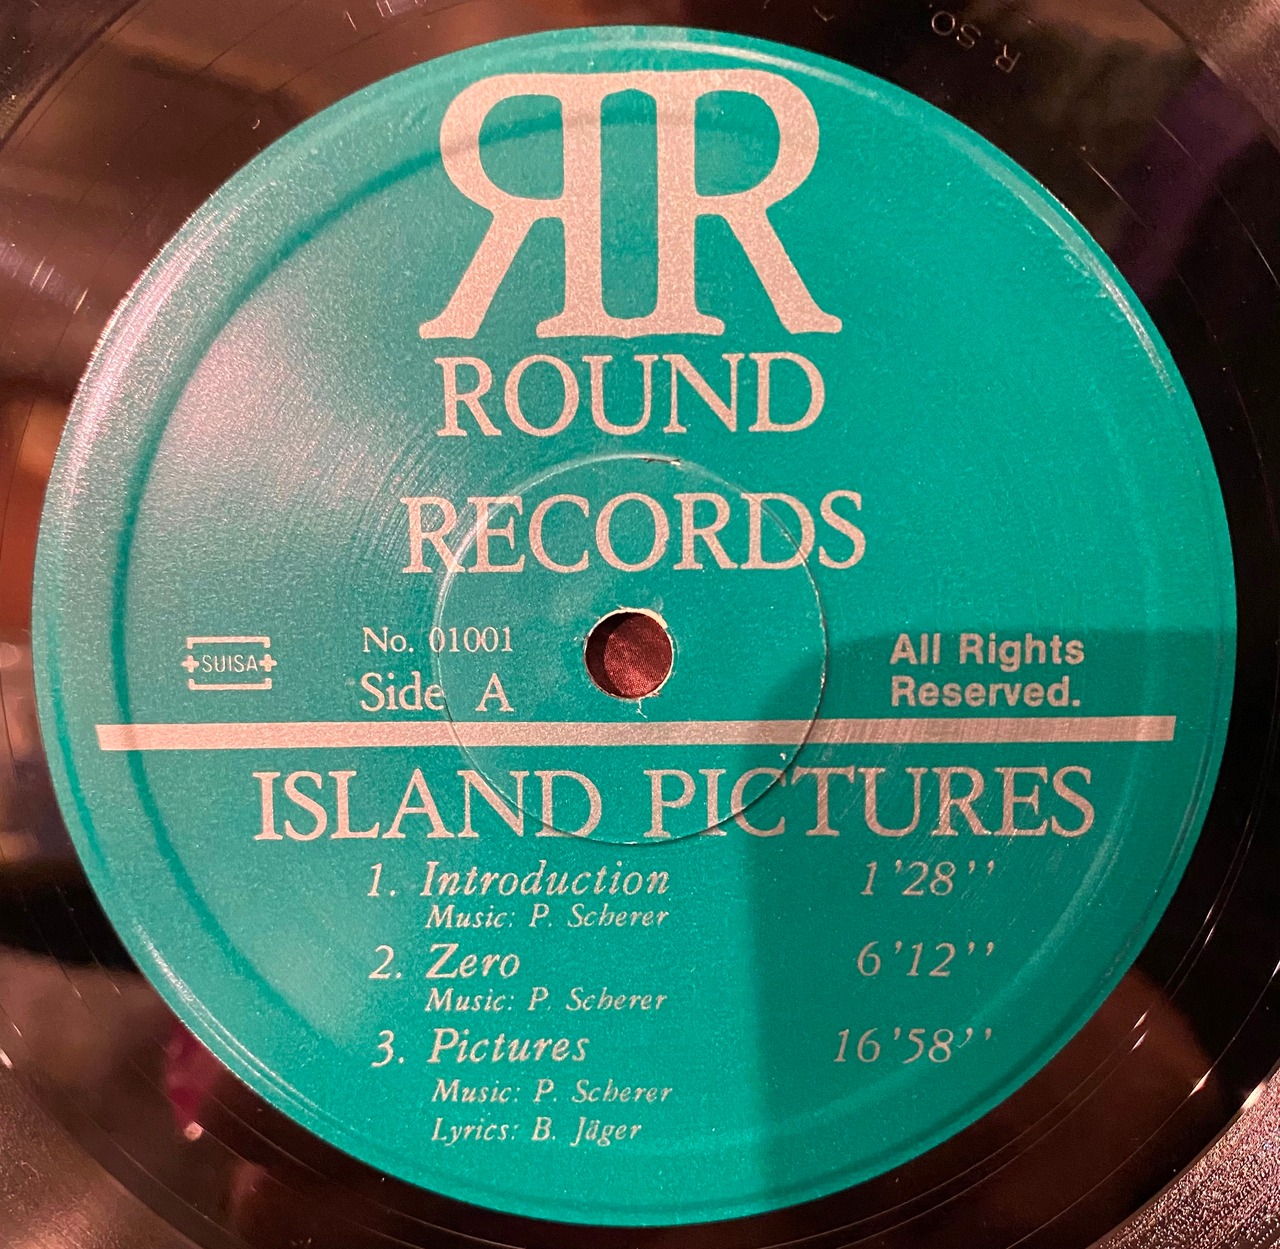 R.SO
RR
ROUND
RECORDS
SUISA
No. 01001
Side A
All Rights
Reserved.
ISLAND PICTURES
1. Introduction 1'28''
Music: P. Scherer
2. Zero 6'12''
Music: P. Scherer
3. Pictures 16'58''
Music: P. Scherer
Lyrics: B. Jäger